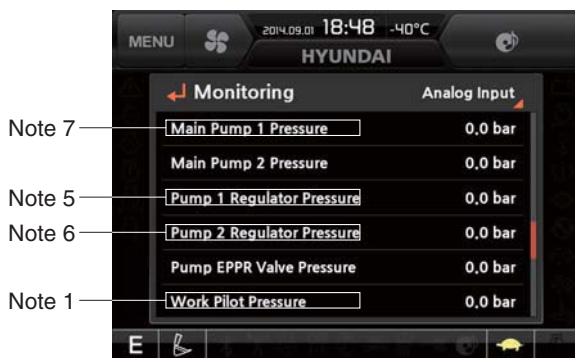 MENU 2014.09.01 18:48 -40°C
HYUNDAI
Monitoring Analog Input
Note 7 Main Pump 1 Pressure 0.0 bar
Main Pump 2 Pressure 0.0 bar
Note 5 Pump 1 Regulator Pressure 0.0 bar
Note 6 Pump 2 Regulator Pressure 0.0 bar
Pump EPPR Valve Pressure 0.0 bar
Note 1 Work Pilot Pressure 0.0 bar
E